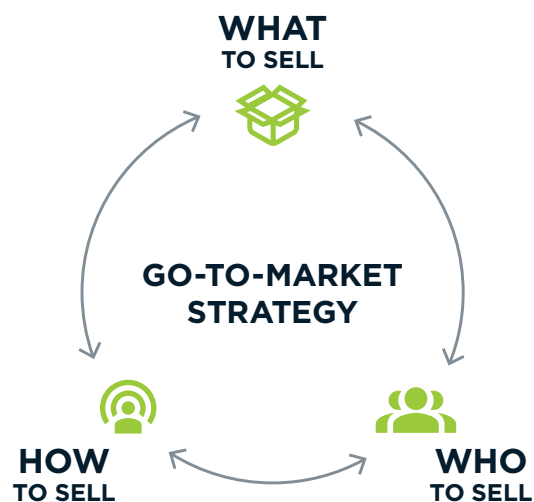 WHAT
TO SELL
GO-TO-MARKET
STRATEGY
HOW
TO SELL
WHO
TO SELL